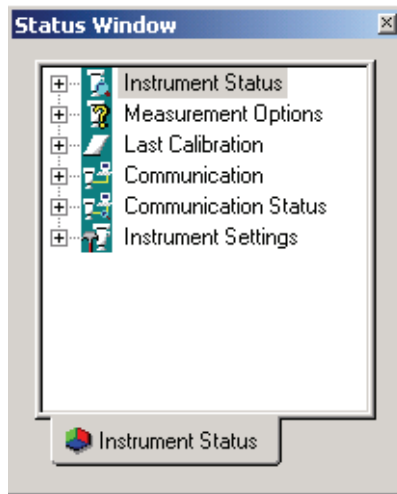 Status Window
Instrument Status
Measurement Options
Last Calibration
Communication
Communication Status
Instrument Settings
Instrument Status